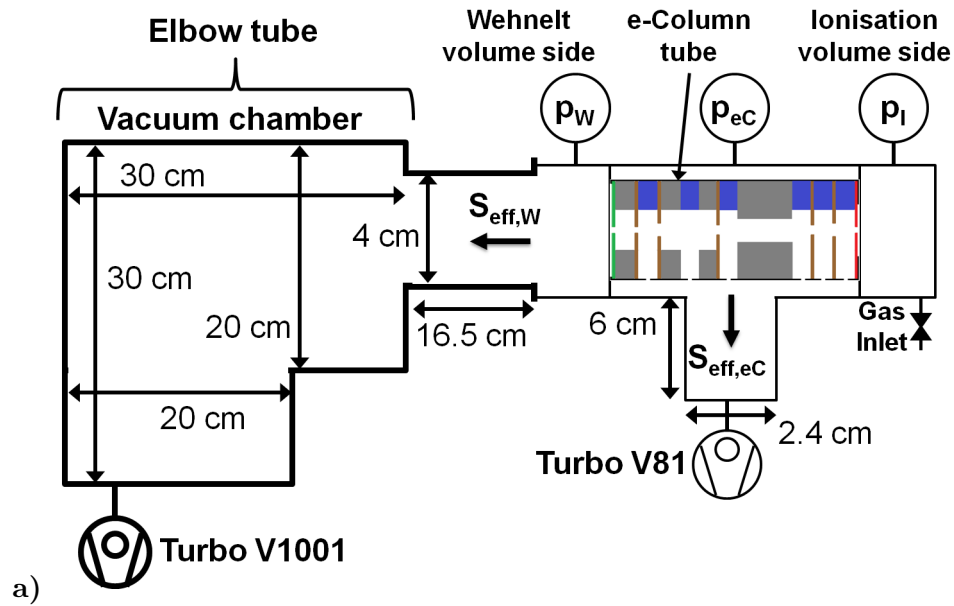 Elbow tube
Vacuum chamber
30 cm
30 cm
20 cm
20 cm
4 cm
16.5 cm
Turbo V1001
Wehnelt
volume side
e-Column
tube
Ionisation
volume side
pW
peC
pI
Seff,W
6 cm
Seff,eC
2.4 cm
Gas
Inlet
Turbo V81
a)